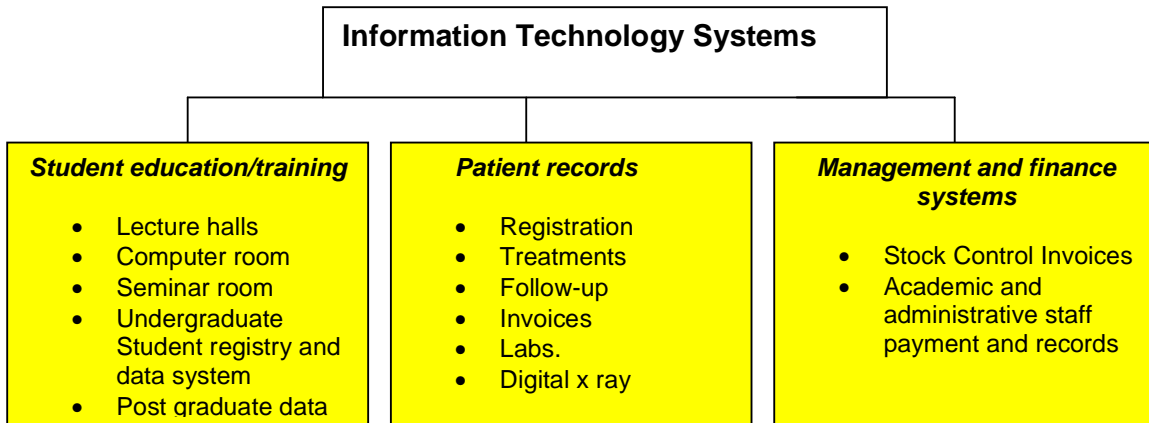 Information Technology Systems
Student education/training
• Lecture halls
• Computer room
• Seminar room
• Undergraduate
Student registry and
data system
• Post graduate data
Patient records
• Registration
• Treatments
• Follow-up
• Invoices
• Labs.
• Digital x ray
Management and finance
systems
• Stock Control Invoices
• Academic and
administrative staff
payment and records